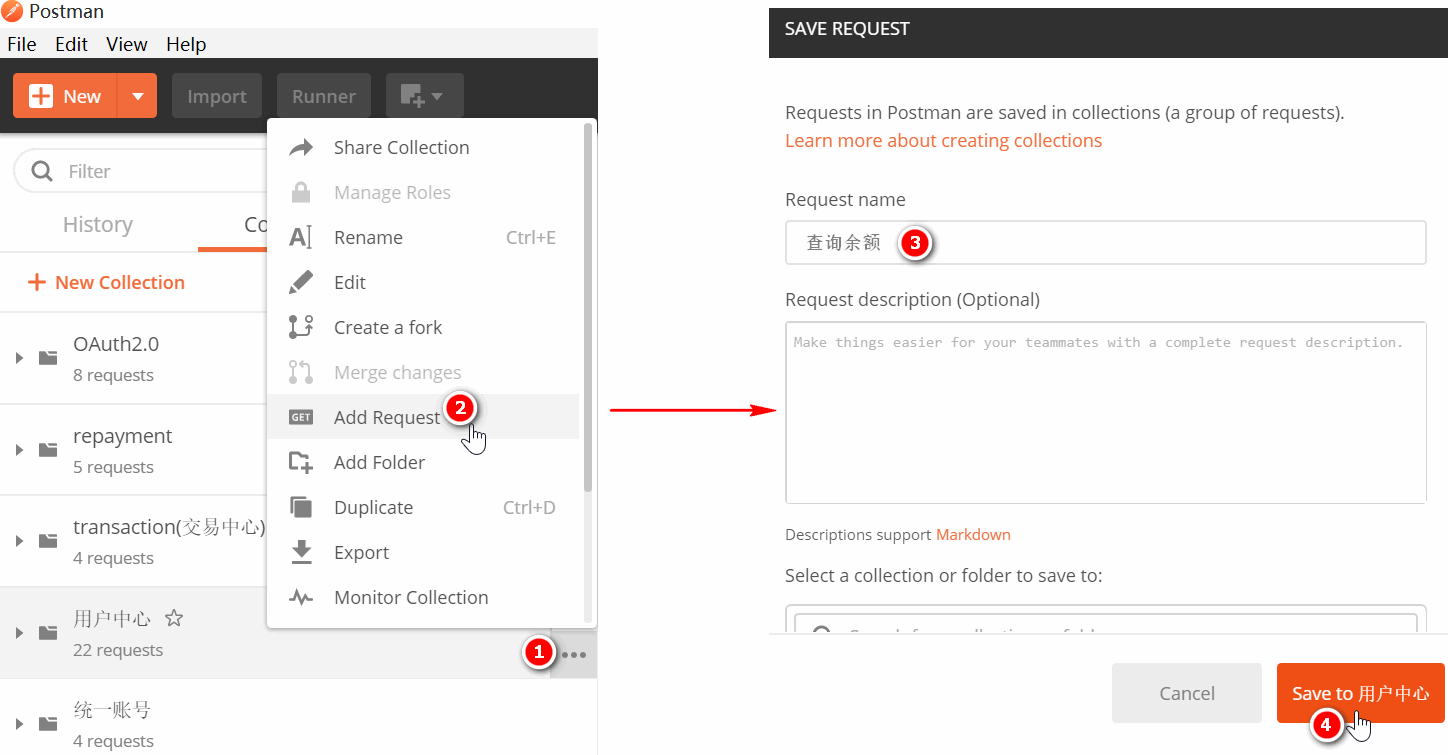 Postman
File Edit View Help
New Import Runner
Filter
History Co
New Collection
OAuth2.0
8 requests
repayment
5 requests
transaction(交易中心)
4 requests
用户中心
22 requests
统一账号
4 requests
Share Collection
Manage Roles
Rename Ctrl+E
Edit
Create a fork
Merge changes
GET Add Request 2
Add Folder
Duplicate Ctrl+D
Export
Monitor Collection
1
SAVE REQUEST
Requests in Postman are saved in collections (a group of requests).
Learn more about creating collections
Request name
查询余额 3
Request description (Optional)
Make things easier for your teammates with a complete request description.
Descriptions support Markdown
Select a collection or folder to save to:
Cancel Save to 用户中心
4